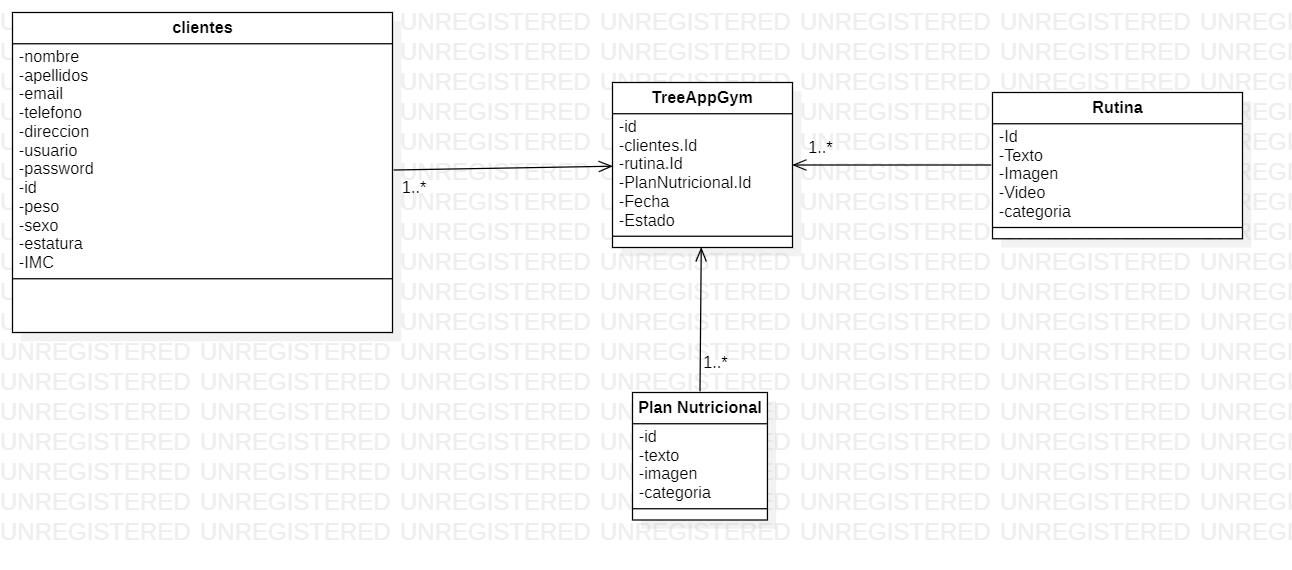 clientes
-nombre
-apellidos
-email
-telefono
-direccion
-usuario
-password
-id
-peso
-sexo
-estatura
-IMC
1..*
TreeAppGym
-id
-clientes.Id
-rutina.Id
-PlanNutricional.Id
-Fecha
-Estado
1..*
Rutina
-Id
-Texto
-Imagen
-Video
-categoria
1..*
Plan Nutricional
-id
-texto
-imagen
-categoria
UNREGISTERED